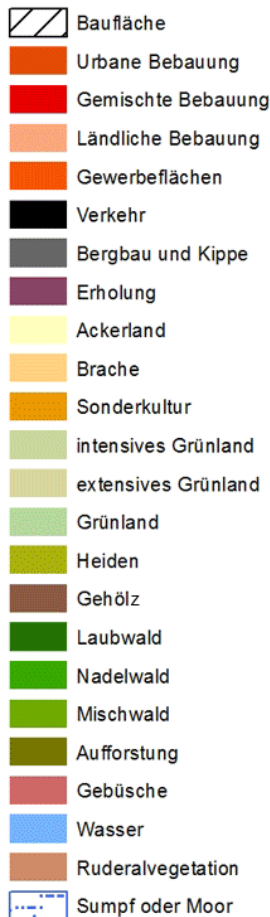 Baufläche
Urbane Bebauung
Gemischte Bebauung
Ländliche Bebauung
Gewerbeflächen
Verkehr
Bergbau und Kippe
Erholung
Ackerland
Brache
Sonderkultur
intensives Grünland
extensives Grünland
Grünland
Heiden
Gehölz
Laubwald
Nadelwald
Mischwald
Aufforstung
Gebüsche
Wasser
Ruderalvegetation
Sumpf oder Moor